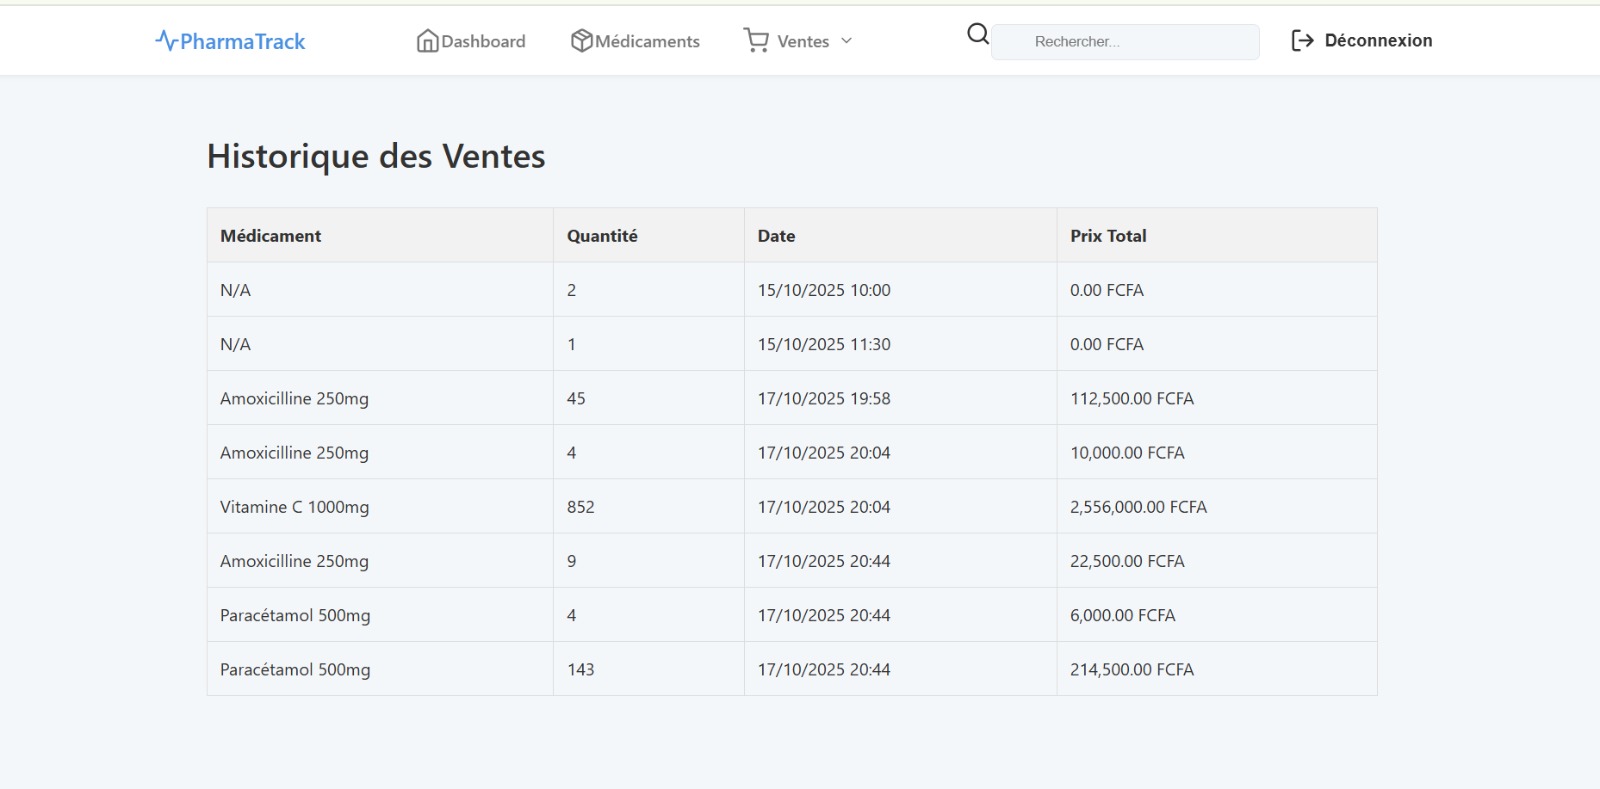 PharmaTrack Dashboard Médicaments Ventes Rechercher... Déconnexion
Historique des Ventes
Médicament Quantité Date Prix Total
N/A 2 15/10/2025 10:00 0.00 FCFA
N/A 1 15/10/2025 11:30 0.00 FCFA
Amoxicilline 250mg 45 17/10/2025 19:58 112,500.00 FCFA
Amoxicilline 250mg 4 17/10/2025 20:04 10,000.00 FCFA
Vitamine C 1000mg 852 17/10/2025 20:04 2,556,000.00 FCFA
Amoxicilline 250mg 9 17/10/2025 20:44 22,500.00 FCFA
Paracétamol 500mg 4 17/10/2025 20:44 6,000.00 FCFA
Paracétamol 500mg 143 17/10/2025 20:44 214,500.00 FCFA